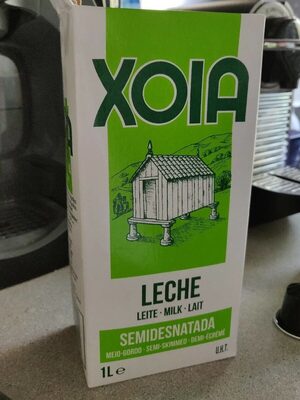 XOIA
LECHE
LEITE · MILK · LAIT
SEMIDESNATADA
MEIO-GORDO · SEMI-SKIMMED · DEMI-ÉCRÉMÉ
1L e
U.H.T.